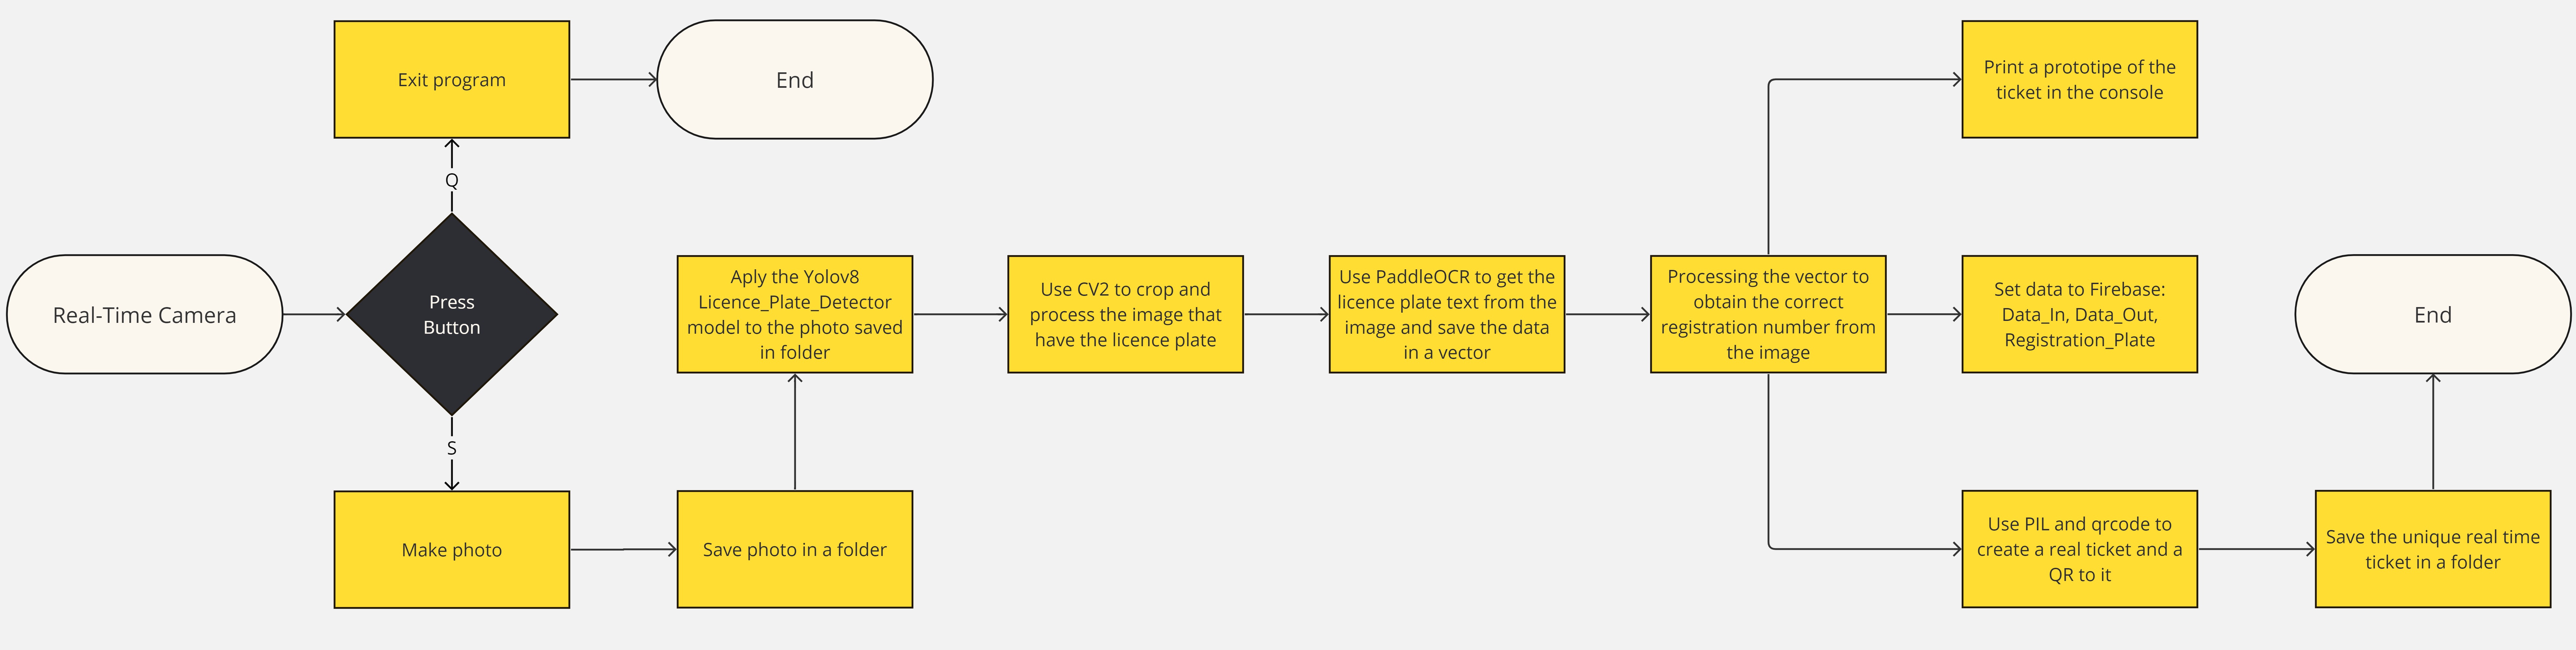 Exit program
End
Print a prototipe of the
ticket in the console
Q
Real-Time Camera
Press
Button
Aply the Yolov8
Licence_Plate_Detector
model to the photo saved
in folder
Use CV2 to crop and
process the image that
have the licence plate
Use PaddleOCR to get the
licence plate text from the
image and save the data
in a vector
Processing the vector to
obtain the correct
registration number from
the image
Set data to Firebase:
Data_In, Data_Out,
Registration_Plate
End
S
Make photo
Save photo in a folder
Use PIL and qrcode to
create a real ticket and a
QR to it
Save the unique real time
ticket in a folder